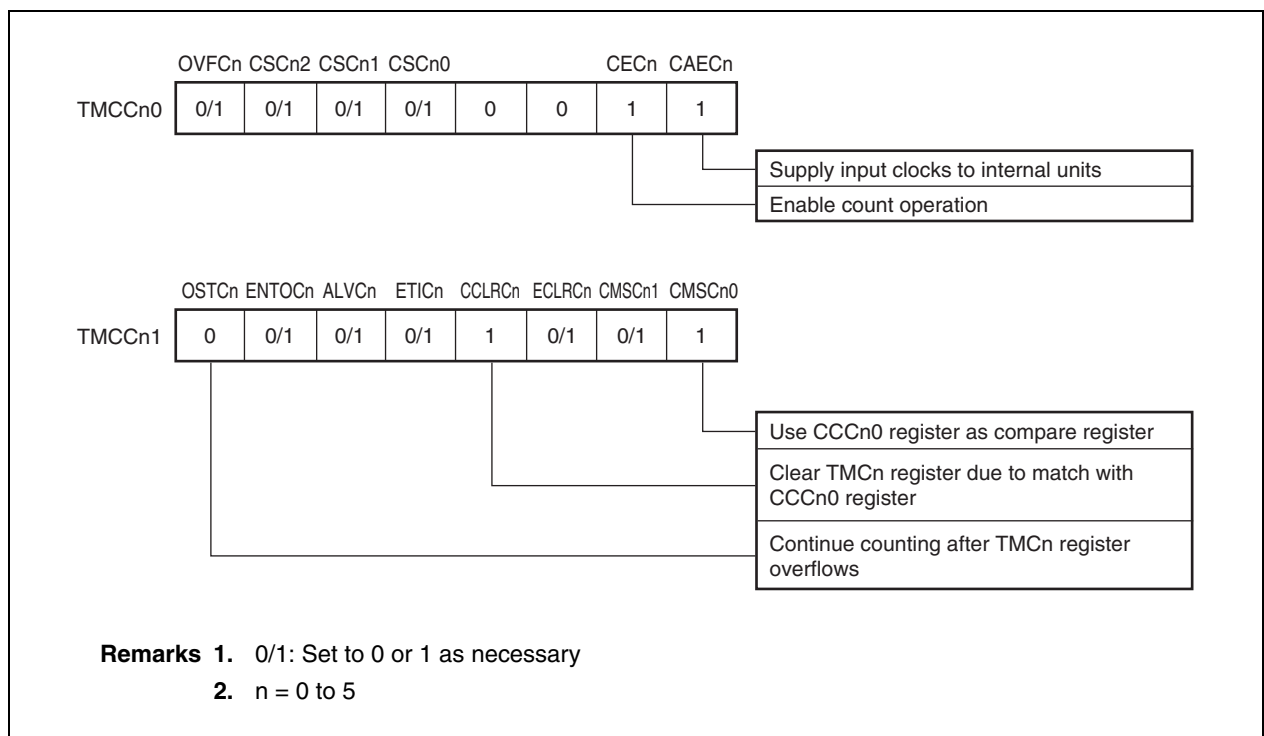 OVFCn CSCn2 CSCn1 CSCn0 CECn CAECn
TMCCn0 0/1 0/1 0/1 0/1 0 0 1 1
Supply input clocks to internal units
Enable count operation
OSTCn ENTOCn ALVCn ETICn CCLRCn ECLRCn CMSCn1 CMSCn0
TMCCn1 0 0/1 0/1 0/1 1 0/1 0/1 1
Use CCCn0 register as compare register
Clear TMCn register due to match with
CCCn0 register
Continue counting after TMCn register
overflows
Remarks 1. 0/1: Set to 0 or 1 as necessary
2. n = 0 to 5